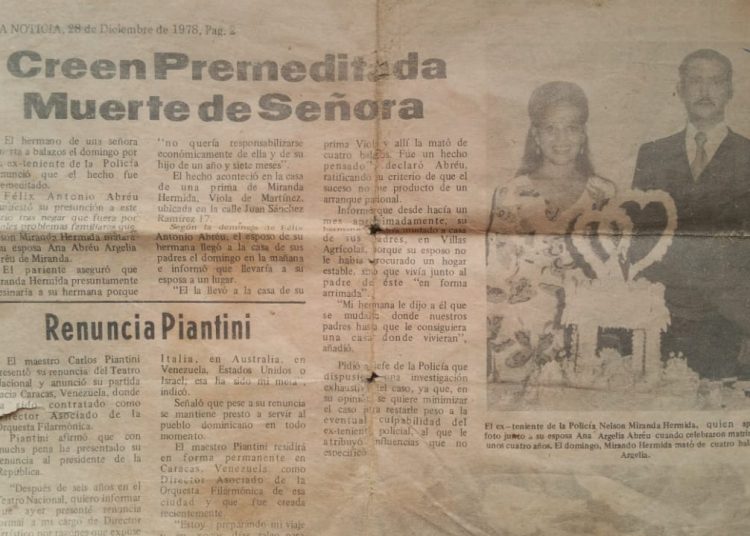 A NOTICIA, 28 de Diciembre de 1978, Pag. 2
Creen Premeditada
Muerte de Señora
El hermano de una señora
a balazos el domingo por
ex-teniente de la Policía
que el hecho fue
Félix Antonio Abréu
su presunción a este
tras negar que fuera por
problemas familiares que
Nelson Miranda Hermida matara
esposa Ana Abréu Argelia
de Miranda.
El pariente aseguró que
Miranda Hermida presuntamente
a su hermana porque
"no quería responsabilizarse
económicamente de ella y de su
hijo de un año y siete meses".
El hecho aconteció en la casa
de una prima de Miranda
Hermida, Viola de Martínez,
ubicada en la calle Juan Sánchez
Ramírez 17.
Según la de Félix
Antonio Abréu, el esposo de su
hermana llegó a la casa de sus
padres el domingo en la mañana
e informó que llevaría a su
esposa a un lugar.
"El la llevó a la casa de su
prima Viola y allí la mató de
cuatro balazos. Fue un hecho
pensado", declaró Abréu,
ratificando su criterio de que el
suceso no fue producto de un
arranque pasional.
que desde hacía un
mes aproximadamente, su
a casa
de sus padres, en Villas
Agrícolas, porque su esposo no
le había procurado un hogar
estable, sino que vivía junto al
padre de éste "en forma
arrimada".
"Mi hermana le dijo a él que
se mudaba donde nuestros
padres hasta que le consiguiera
una casa donde vivieran",
añadió.
Pidió a jefe de la Policía que
una investigación
del caso, ya que, en
su opinión se quiere minimizar
el caso para restarle peso a la
eventual culpabilidad del
policial, al que le
atribuyó influencias que no
especificó.
El ex-teniente de la Policía Nelson Miranda Hermida, quien
foto junto a su esposa Ana Argelia Abréu cuando celebraron
unos cuatro años. El domingo, Mirando Hermida mató de cuatro
Argelia.
Renuncia Piantini
El maestro Carlos Piantini
presentó su renuncia del Teatro
Nacional y anunció su partida
hacia Caracas, Venezuela, donde
ha sido contratado como
Director Asociado de la
Orquesta Filarmónica.
Piantini afirmó que con
mucha pena ha presentado su
renuncia al presidente de la
República.
"Después de seis años en el
Teatro Nacional, quiero informar
que ayer presenté renuncia
formal a mi cargo de Director
Artístico por razones que expuse
Italia, en Australia, en
Venezuela, Estados Unidos o
Israel; esa ha sido mi meta",
indicó.
Señaló que pese a su renuncia
se mantiene presto a servir al
pueblo dominicano en todo
momento.
El maestro Piantini residirá
en forma permanente en
Caracas, Venezuela, como
Director Asociado de la
Orquesta Filarmónica de esa
ciudad y que fue creada
recientemente.
"Estoy preparando mi viaje